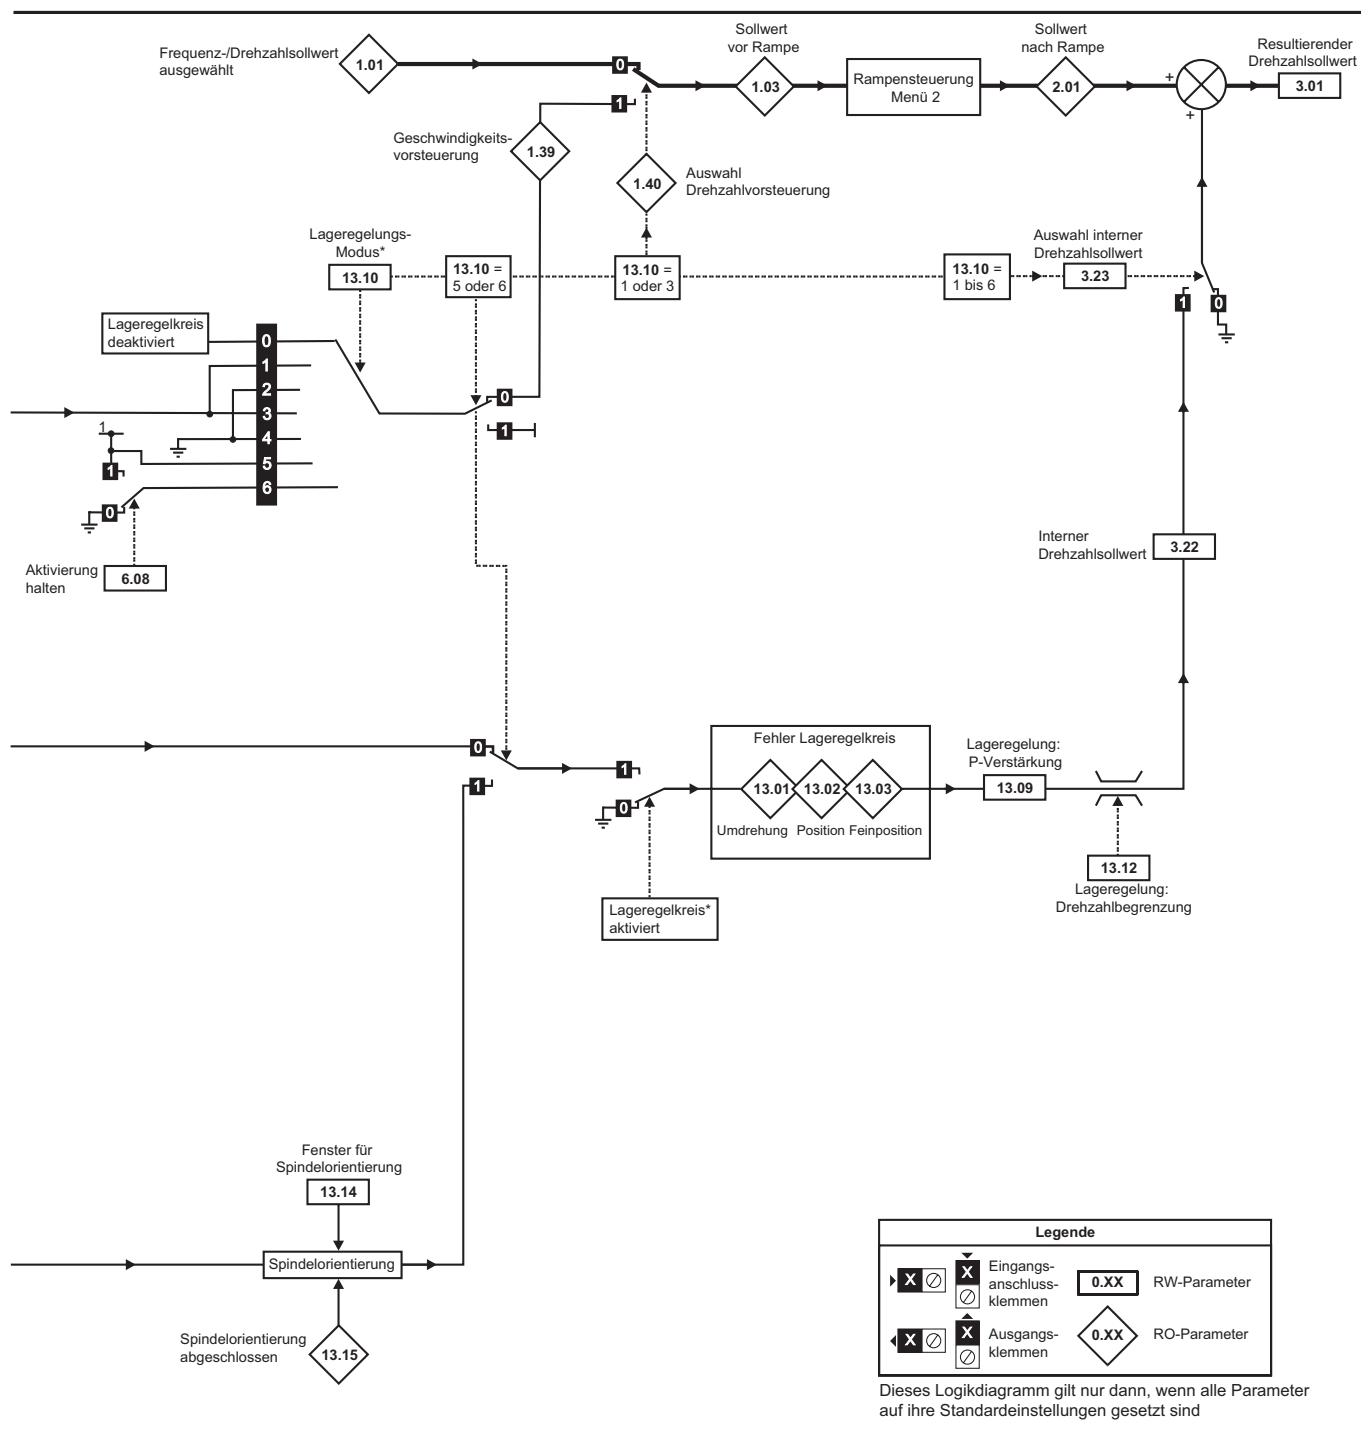 Sollwert
vor Rampe
Sollwert
nach Rampe
Frequenz-/Drehzahlsollwert
ausgewählt
1.01
0
1.03
Rampensteuerung
Menü 2
2.01
+
+
Resultierender
Drehzahlsollwert
3.01
1
Geschwindigkeits-
vorsteuerung
1.39
1.40
Auswahl
Drehzahlvorsteuerung
Lageregelungs-
Modus*
13.10
13.10 =
5 oder 6
13.10 =
1 oder 3
13.10 =
1 bis 6
Auswahl interner
Drehzahlsollwert
3.23
1
0
Lageregelkreis
deaktiviert
0
1
2
3
4
5
6
0
1
1
1
0
Aktivierung
halten
6.08
Interner
Drehzahlsollwert
3.22
0
1
1
0
Fehler Lageregelkreis
13.01
13.02
13.03
Umdrehung
Position
Feinposition
Lageregelung:
P-Verstärkung
13.09
13.12
Lageregelung:
Drehzahlbegrenzung
Lageregelkreis*
aktiviert
Fenster für
Spindelorientierung
13.14
Spindelorientierung
Spindelorientierung
abgeschlossen
13.15
Legende
X
X
Eingangs-
anschluss-
klemmen
0.XX
RW-Parameter
X
X
Ausgangs-
klemmen
0.XX
RO-Parameter
Dieses Logikdiagramm gilt nur dann, wenn alle Parameter
auf ihre Standardeinstellungen gesetzt sind